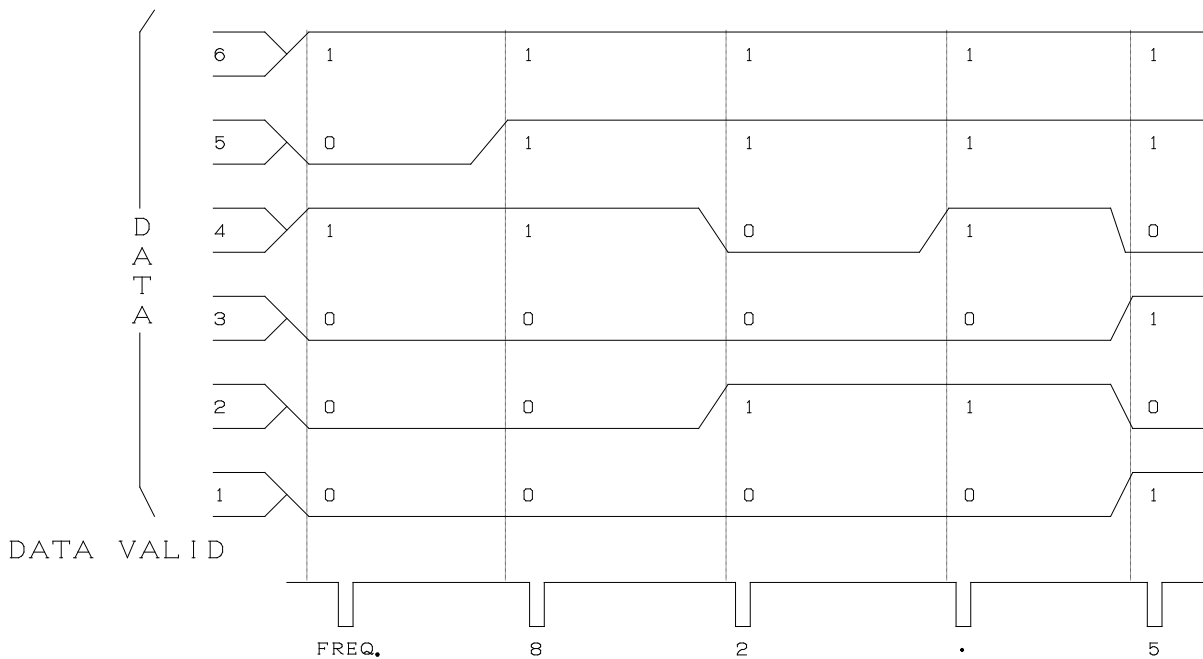 6 1 1 1 1 1
5 0 1 1 1 1
4 1 1 0 1 0
3 0 0 0 0 1
2 0 0 1 1 0
1 0 0 0 0 1
DATA
DATA VALID
FREQ. 8 2 . 5